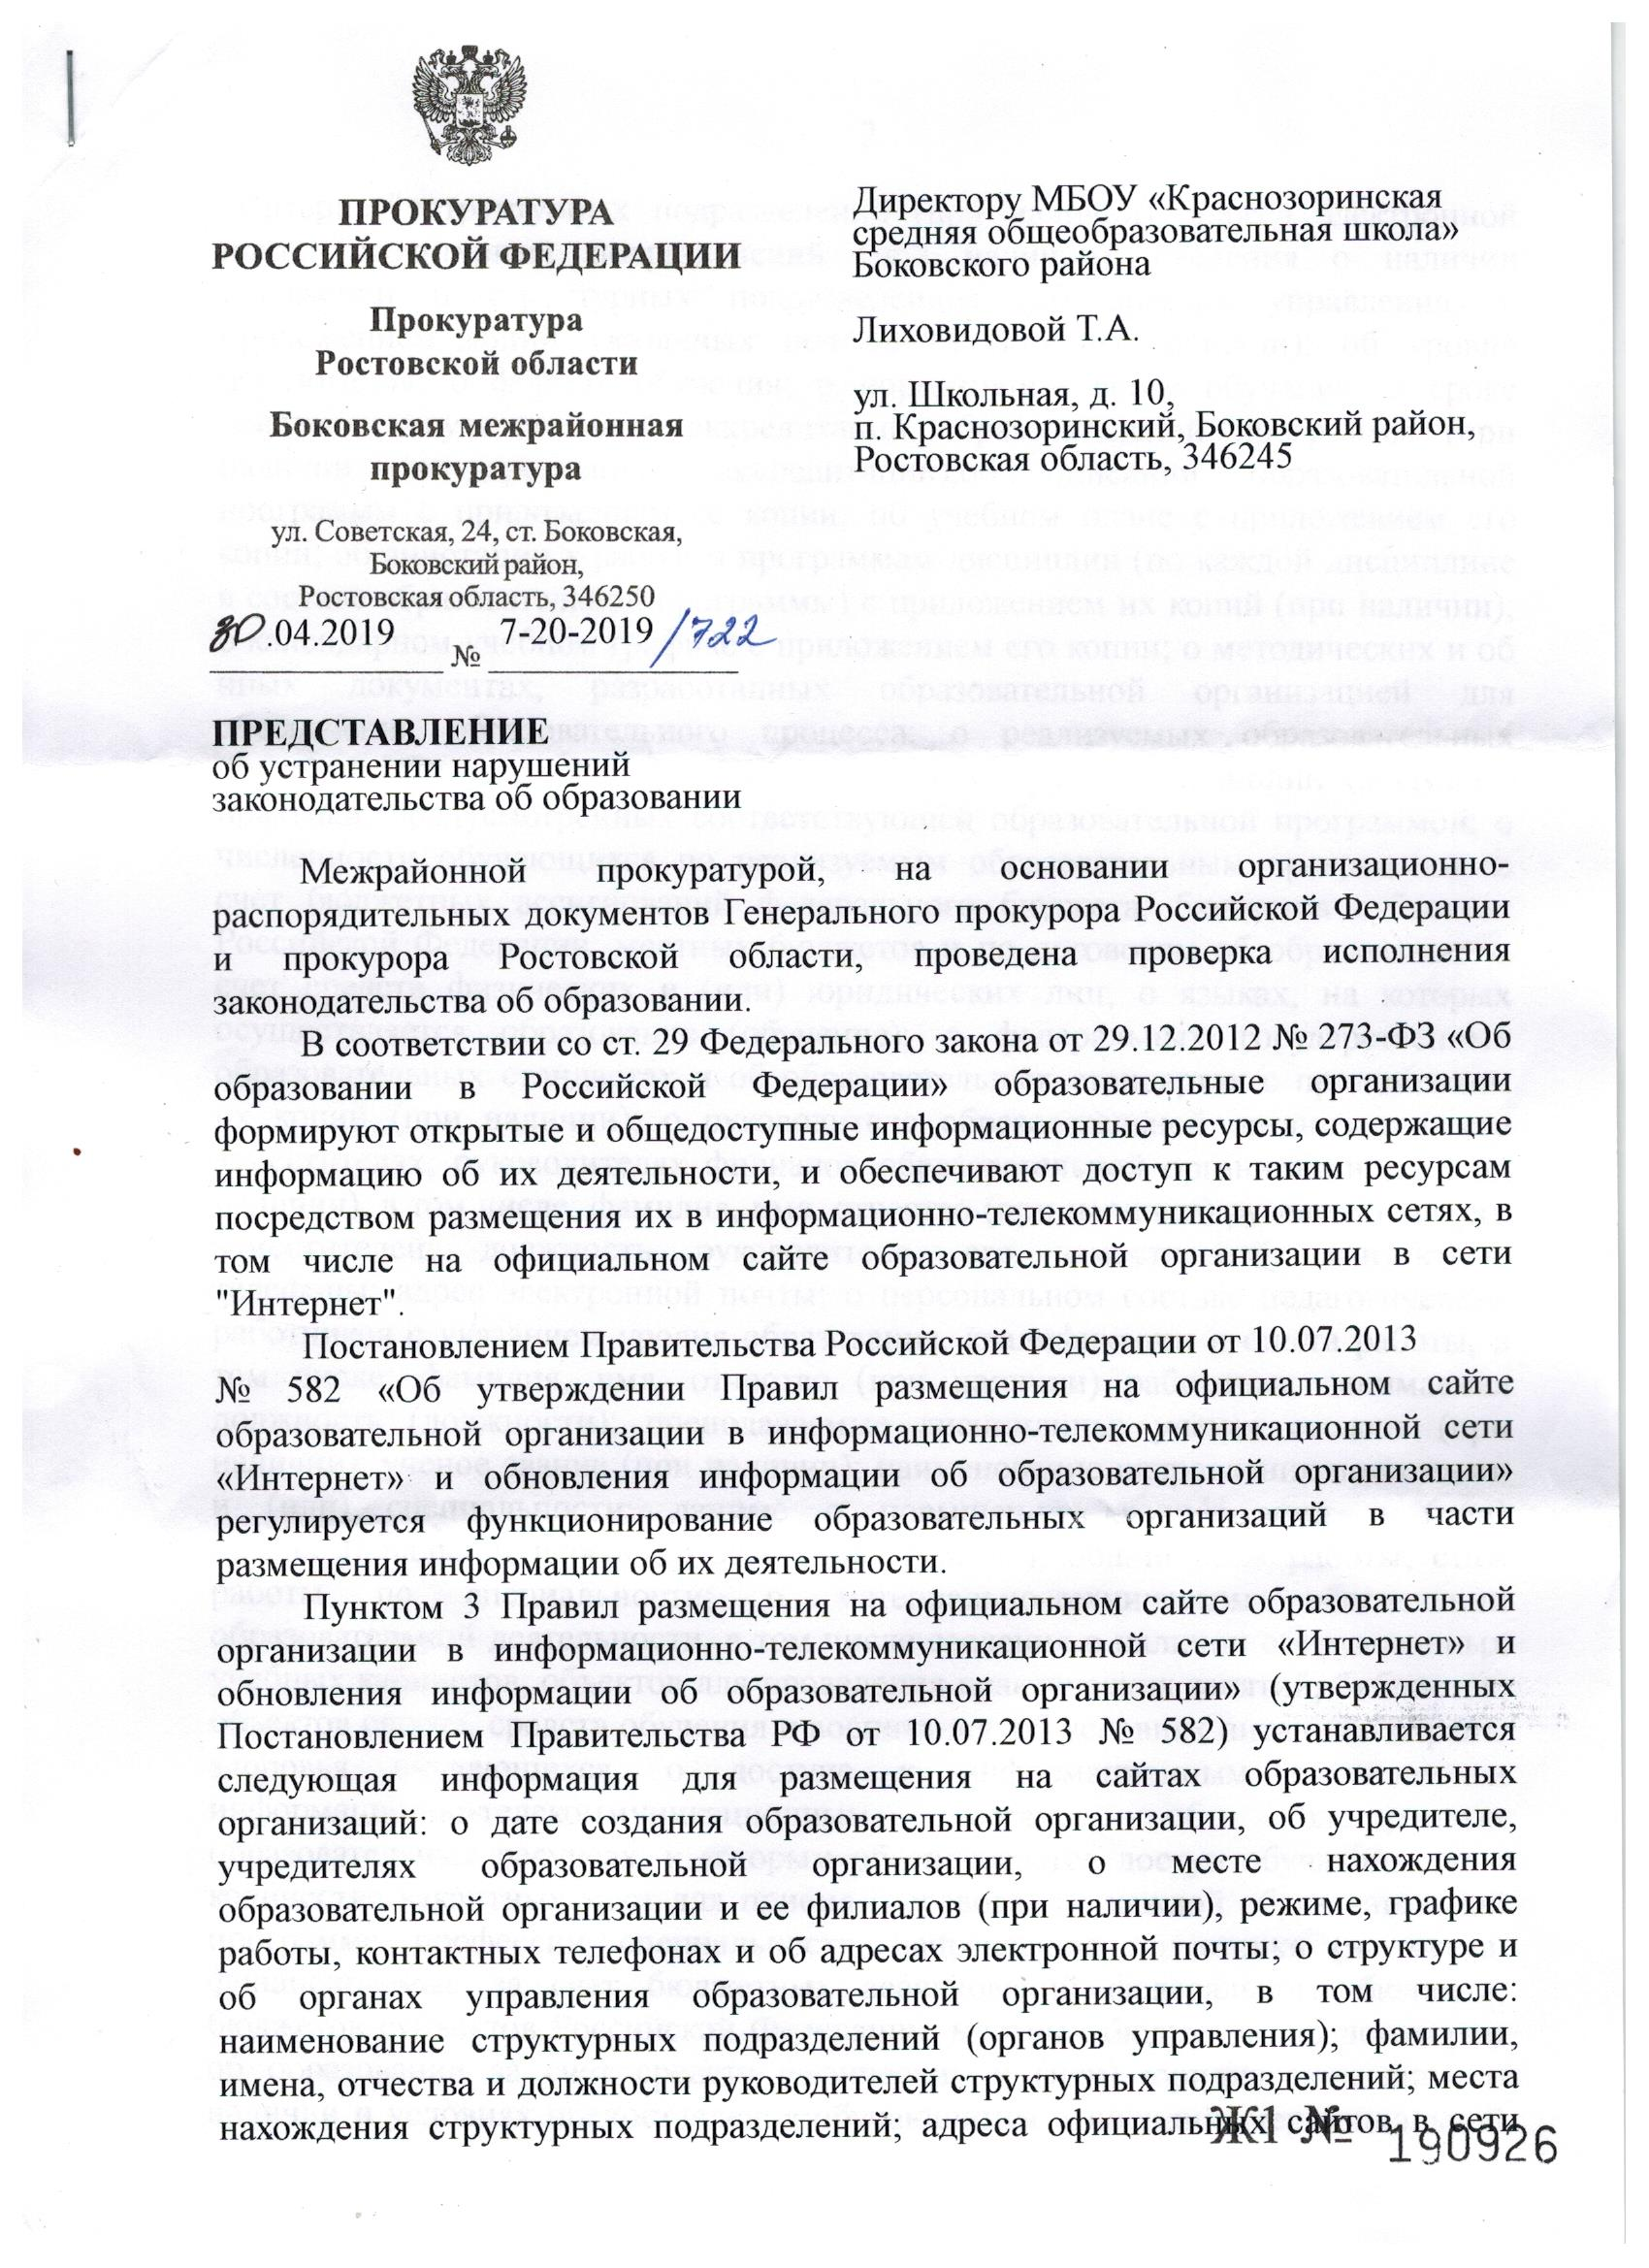 ПРОКУРАТУРА
РОССИЙСКОЙ ФЕДЕРАЦИИ
Прокуратура
Ростовской области
Боковская межрайонная
прокуратура
ул. Советская, 24, ст. Боковская,
Боковский район,
Ростовская область, 346250
30.04.2019 № 7-20-2019/722
Директору МБОУ «Краснозоринская
средняя общеобразовательная школа»
Боковского района
Лиховидовой Т.А.
ул. Школьная, д. 10,
п. Краснозоринский, Боковский район,
Ростовская область, 346245
ПРЕДСТАВЛЕНИЕ
об устранении нарушений
законодательства об образовании
Межрайонной прокуратурой, на основании организационно-
распорядительных документов Генерального прокурора Российской Федерации
и прокурора Ростовской области, проведена проверка исполнения
законодательства об образовании.
В соответствии со ст. 29 Федерального закона от 29.12.2012 № 273-ФЗ «Об
образовании в Российской Федерации» образовательные организации
формируют открытые и общедоступные информационные ресурсы, содержащие
информацию об их деятельности, и обеспечивают доступ к таким ресурсам
посредством размещения их в информационно-телекоммуникационных сетях, в
том числе на официальном сайте образовательной организации в сети
"Интернет".
Постановлением Правительства Российской Федерации от 10.07.2013
№ 582 «Об утверждении Правил размещения на официальном сайте
образовательной организации в информационно-телекоммуникационной сети
«Интернет» и обновления информации об образовательной организации»
регулируется функционирование образовательных организаций в части
размещения информации об их деятельности.
Пунктом 3 Правил размещения на официальном сайте образовательной
организации в информационно-телекоммуникационной сети «Интернет» и
обновления информации об образовательной организации» (утвержденных
Постановлением Правительства РФ от 10.07.2013 № 582) устанавливается
следующая информация для размещения на сайтах образовательных
организаций: о дате создания образовательной организации, об учредителе,
учредителях образовательной организации, о месте нахождения
образовательной организации и ее филиалов (при наличии), режиме, графике
работы, контактных телефонах и об адресах электронной почты; о структуре и
об органах управления образовательной организации, в том числе:
наименование структурных подразделений (органов управления); фамилии,
имена, отчества и должности руководителей структурных подразделений; места
нахождения структурных подразделений; адреса официальных сайтов в сети
Ж1 № 190926